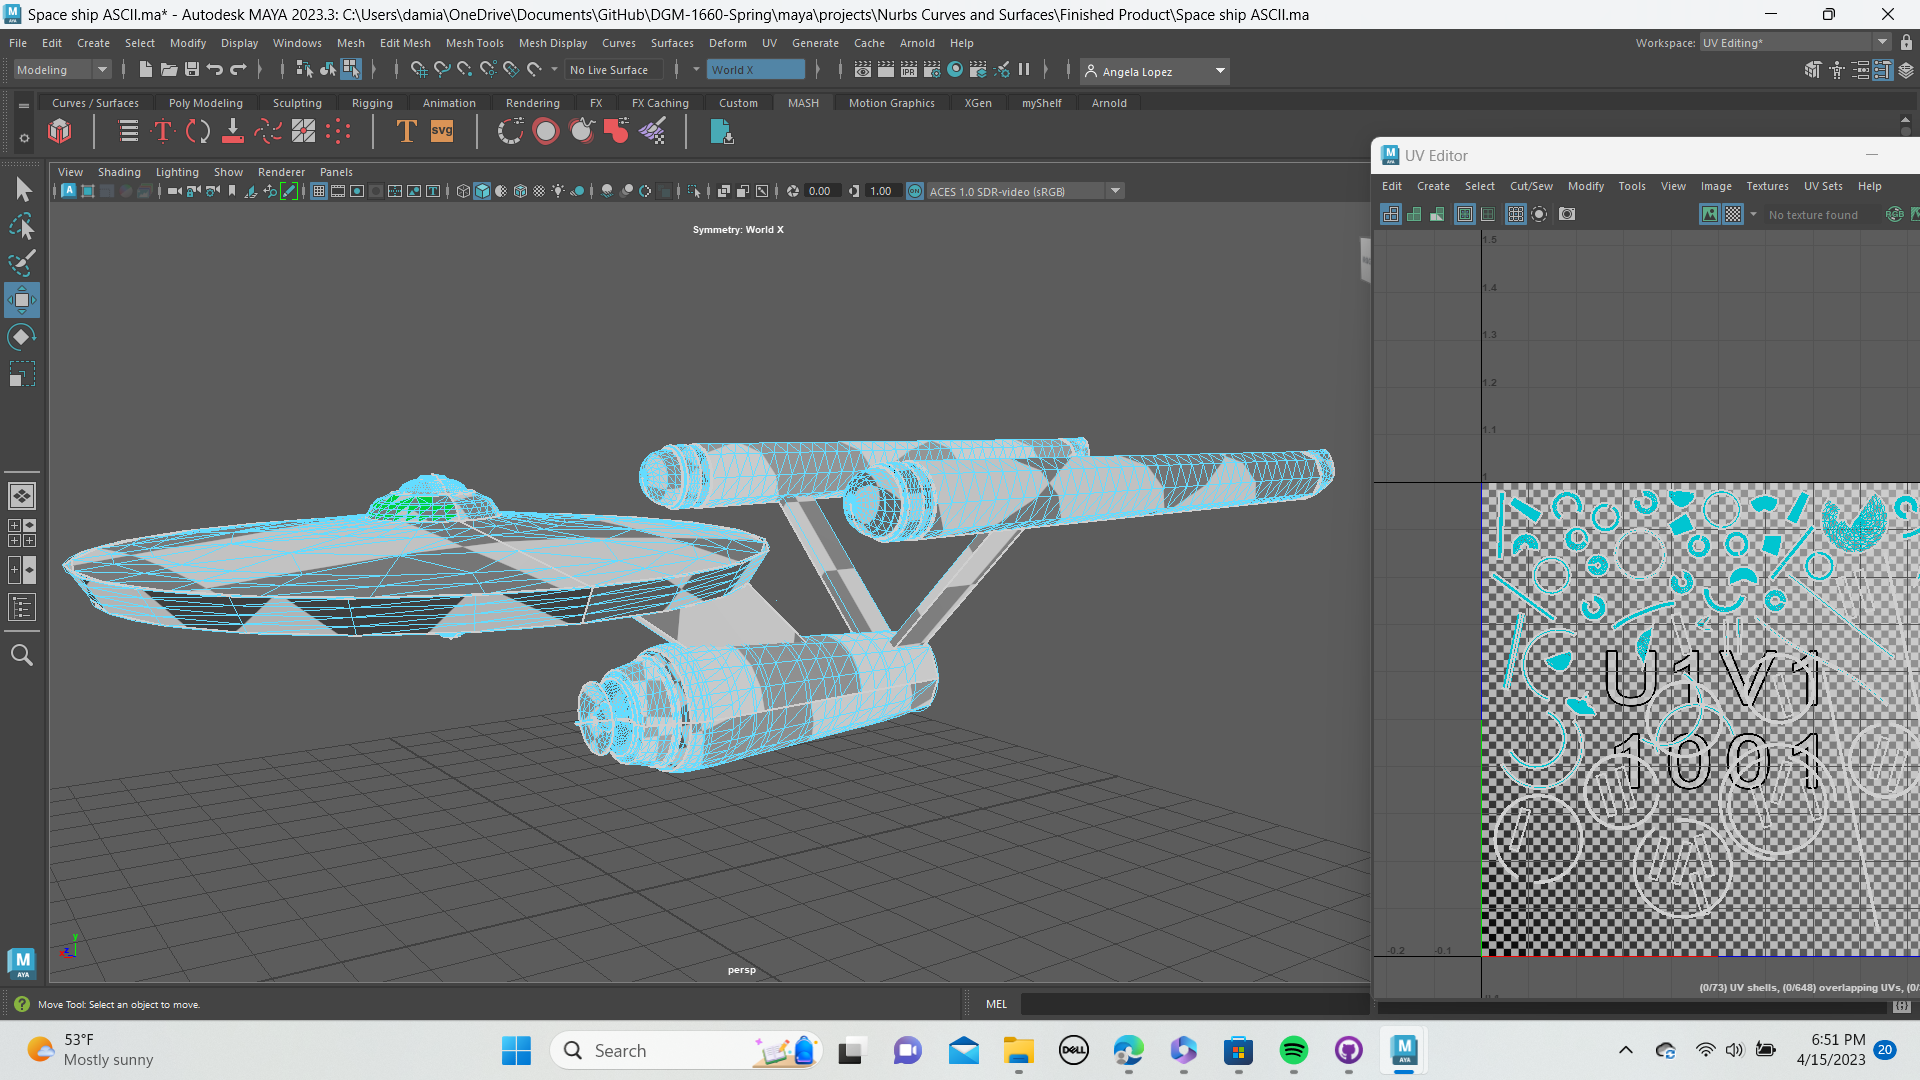 Space ship ASCII.ma* - Autodesk MAYA 2023.3: C:\Users\damia\OneDrive\Documents\GitHub\DGM-1660-Spring\maya\projects\Nurbs Curves and Surfaces\Finished Product\Space ship ASCII.ma
File Edit Create Select Modify Display Windows Mesh Edit Mesh Mesh Tools Mesh Display Curves Surfaces Deform UV Generate Cache Arnold Help
Workspace: UV Editing*
Modeling
No Live Surface
World X
IPR
Angela Lopez
Curves / Surfaces Poly Modeling Sculpting Rigging Animation Rendering FX FX Caching Custom MASH Motion Graphics XGen myShelf Arnold
T T svg
UV Editor
View Shading Lighting Show Renderer Panels
0.00 1.00 ON ACES 1.0 SDR-video (sRGB)
Edit Create Select Cut/Sew Modify Tools View Image Textures UV Sets Help
No texture found
RGB
Symmetry: World X
1.5
1.4
1.3
1.2
1.1
1
U1V1
1001
-0.2 -0.1
y
z
persp
(0/73) UV shells, (0/648) overlapping UVs, (0/
M
AYA
Move Tool: Select an object to move.
MEL
53°F
Mostly sunny
Search
DELL
M
AYA
6:51 PM
4/15/2023
20